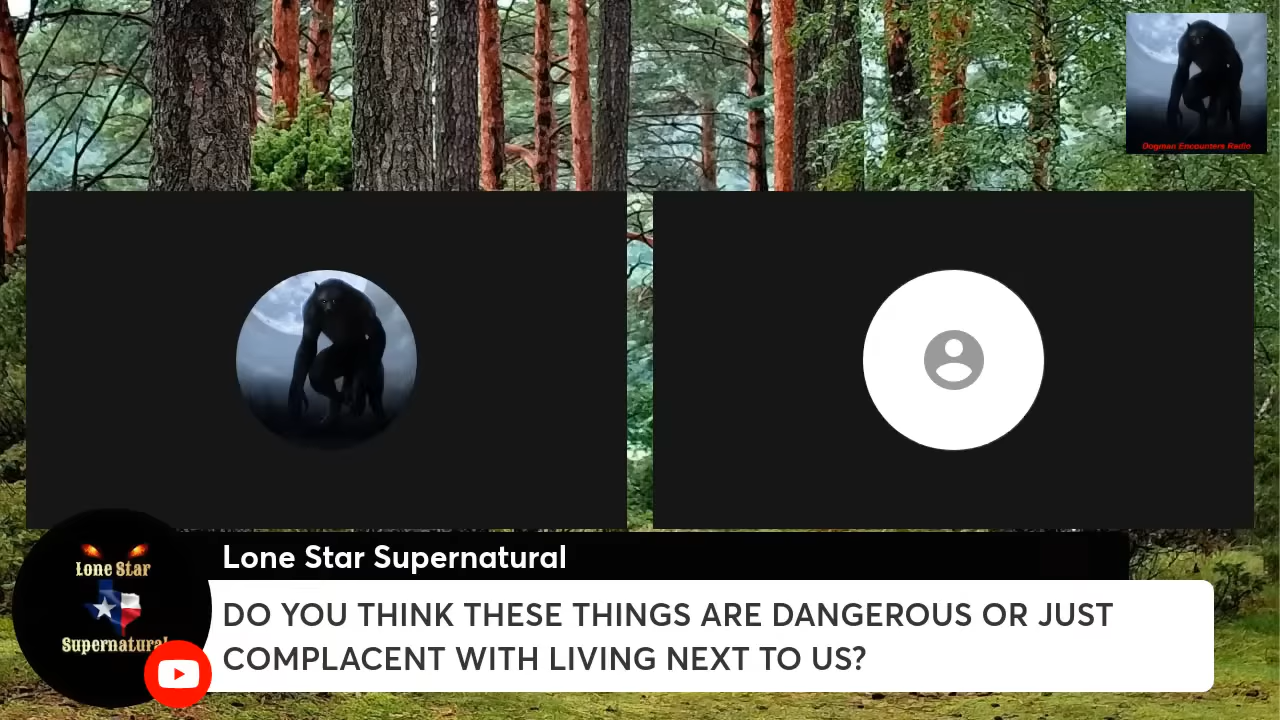 Dogman Encounters Radio
Lone Star Supernatural
DO YOU THINK THESE THINGS ARE DANGEROUS OR JUST
COMPLACENT WITH LIVING NEXT TO US?
Lone Star
Supernatural